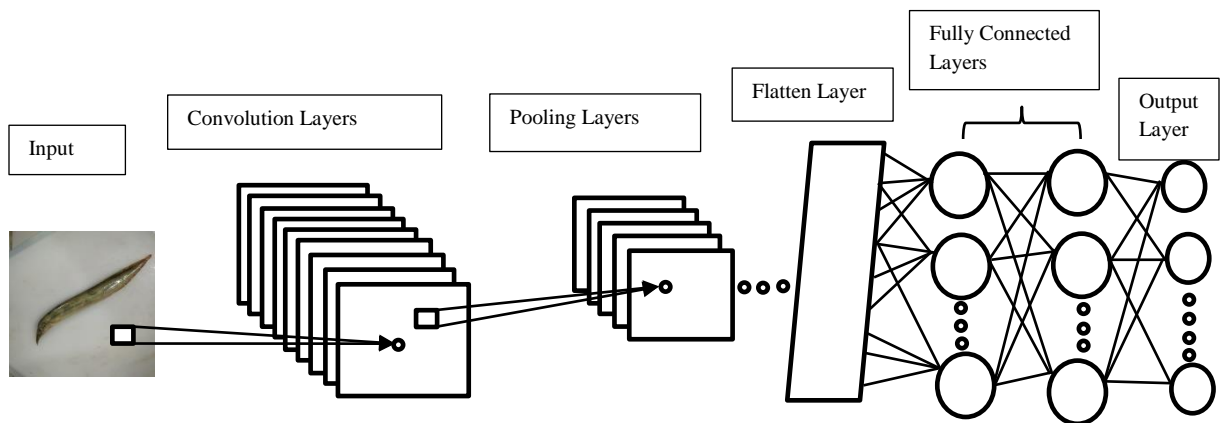 Input
Convolution Layers
Pooling Layers
Flatten Layer
Fully Connected
Layers
Output
Layer